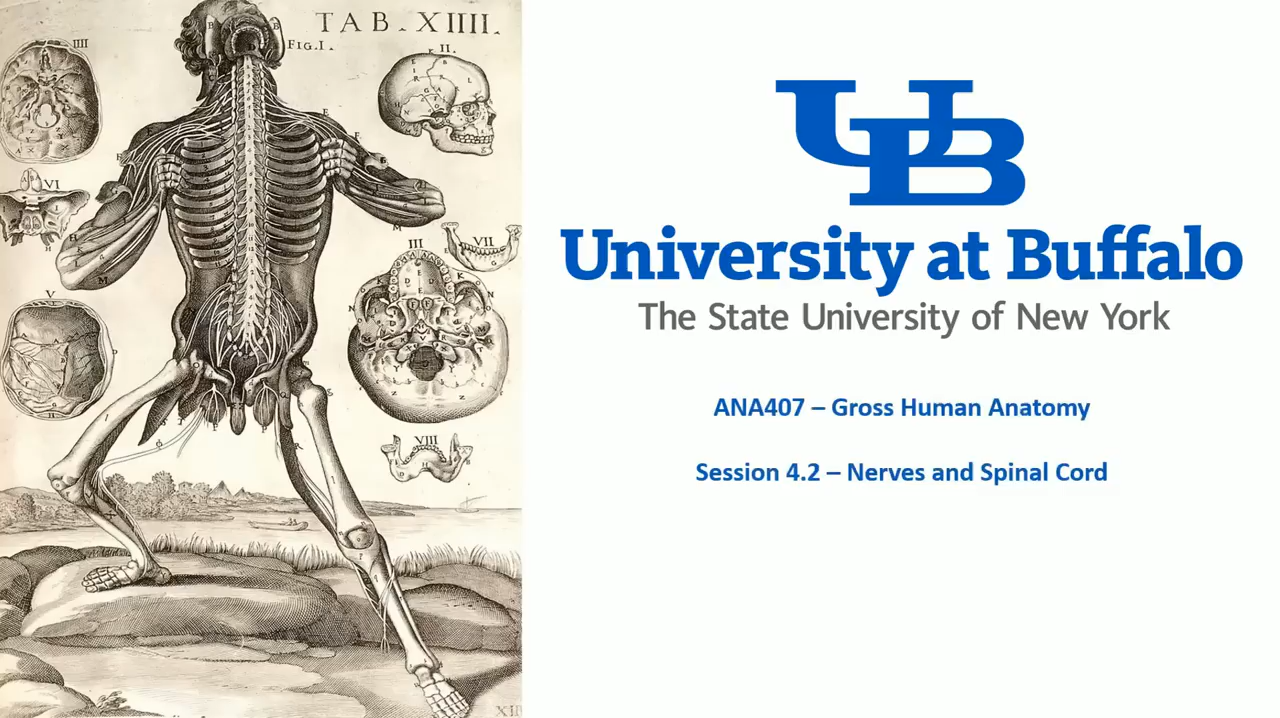 TAB. XIIII.
IIII
FIG. I.
II.
VI
III
VII
V
VIII
UB
University at Buffalo
The State University of New York
ANA407 – Gross Human Anatomy
Session 4.2 – Nerves and Spinal Cord